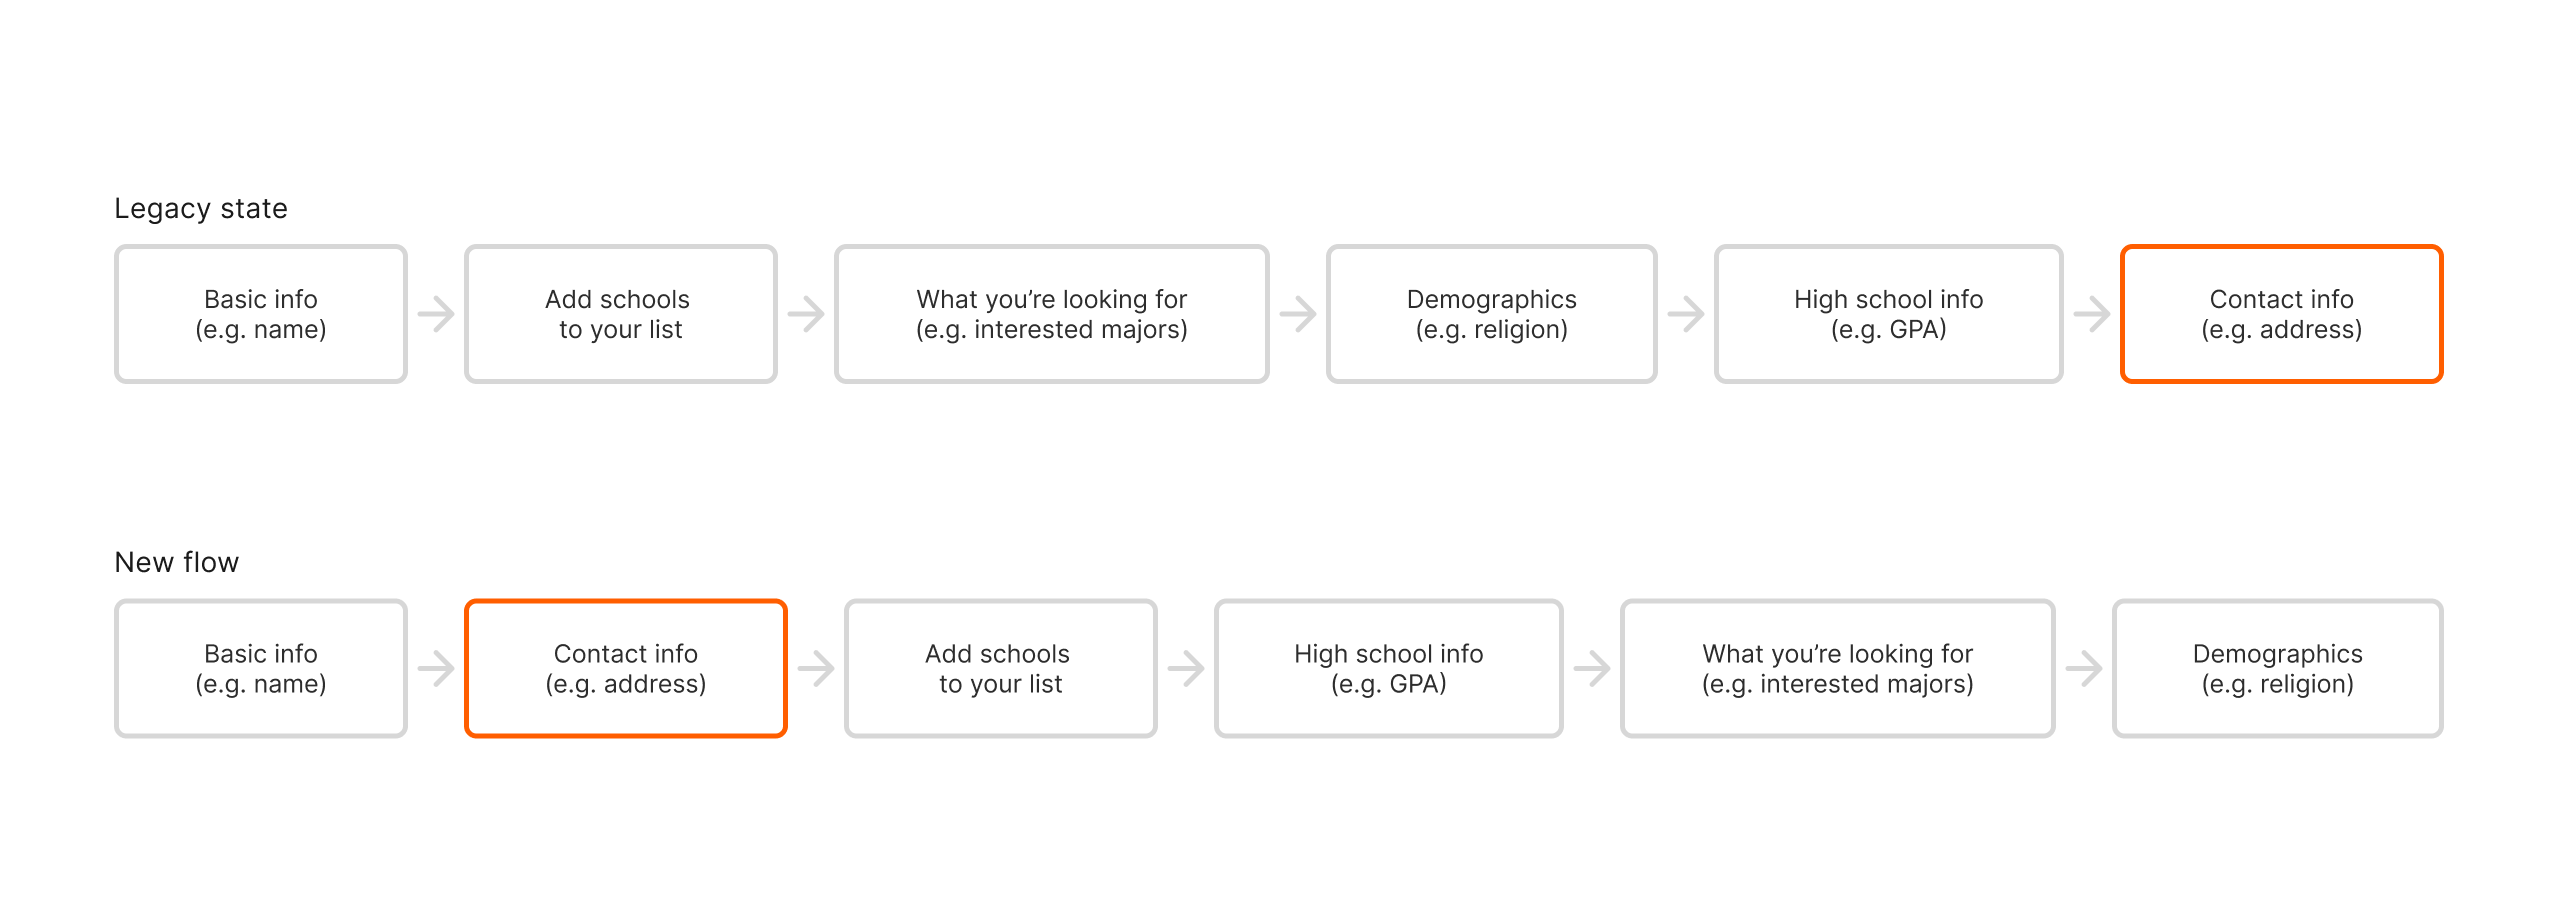 Legacy state
Basic info
(e.g. name)
Add schools
to your list
What you’re looking for
(e.g. interested majors)
Demographics
(e.g. religion)
High school info
(e.g. GPA)
Contact info
(e.g. address)
New flow
Basic info
(e.g. name)
Contact info
(e.g. address)
Add schools
to your list
High school info
(e.g. GPA)
What you’re looking for
(e.g. interested majors)
Demographics
(e.g. religion)